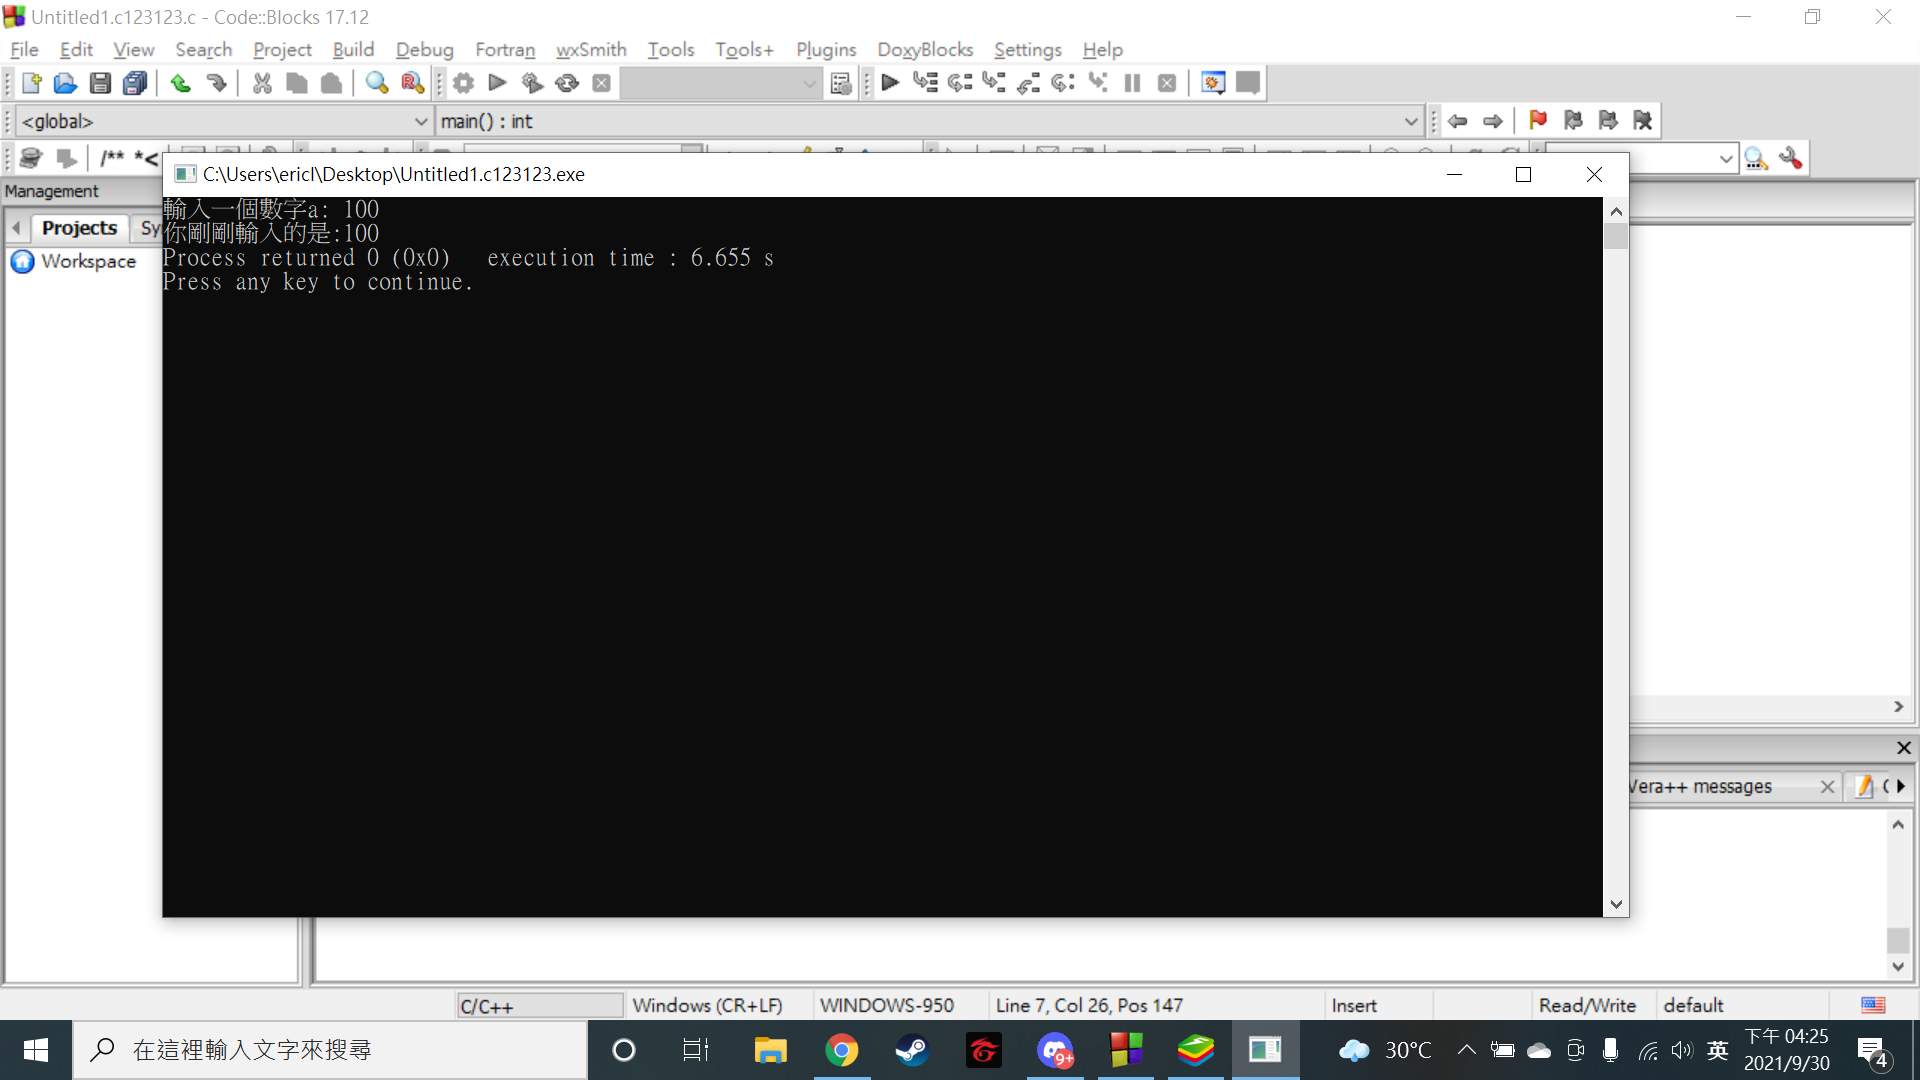 Untitled1.c123123.c - Code::Blocks 17.12
File Edit View Search Project Build Debug Fortran wxSmith Tools Tools+ Plugins DoxyBlocks Settings Help
<global> main() : int
/** *<
C:\Users\ericl\Desktop\Untitled1.c123123.exe
Management
Projects Sy
Workspace
輸入一個數字a: 100
你剛剛輸入的是:100
Process returned 0 (0x0)   execution time : 6.655 s
Press any key to continue.
Vera++ messages
C/C++ Windows (CR+LF) WINDOWS-950 Line 7, Col 26, Pos 147 Insert Read/Write default
在這裡輸入文字來搜尋
9+
30°C
英
下午 04:25
2021/9/30
4